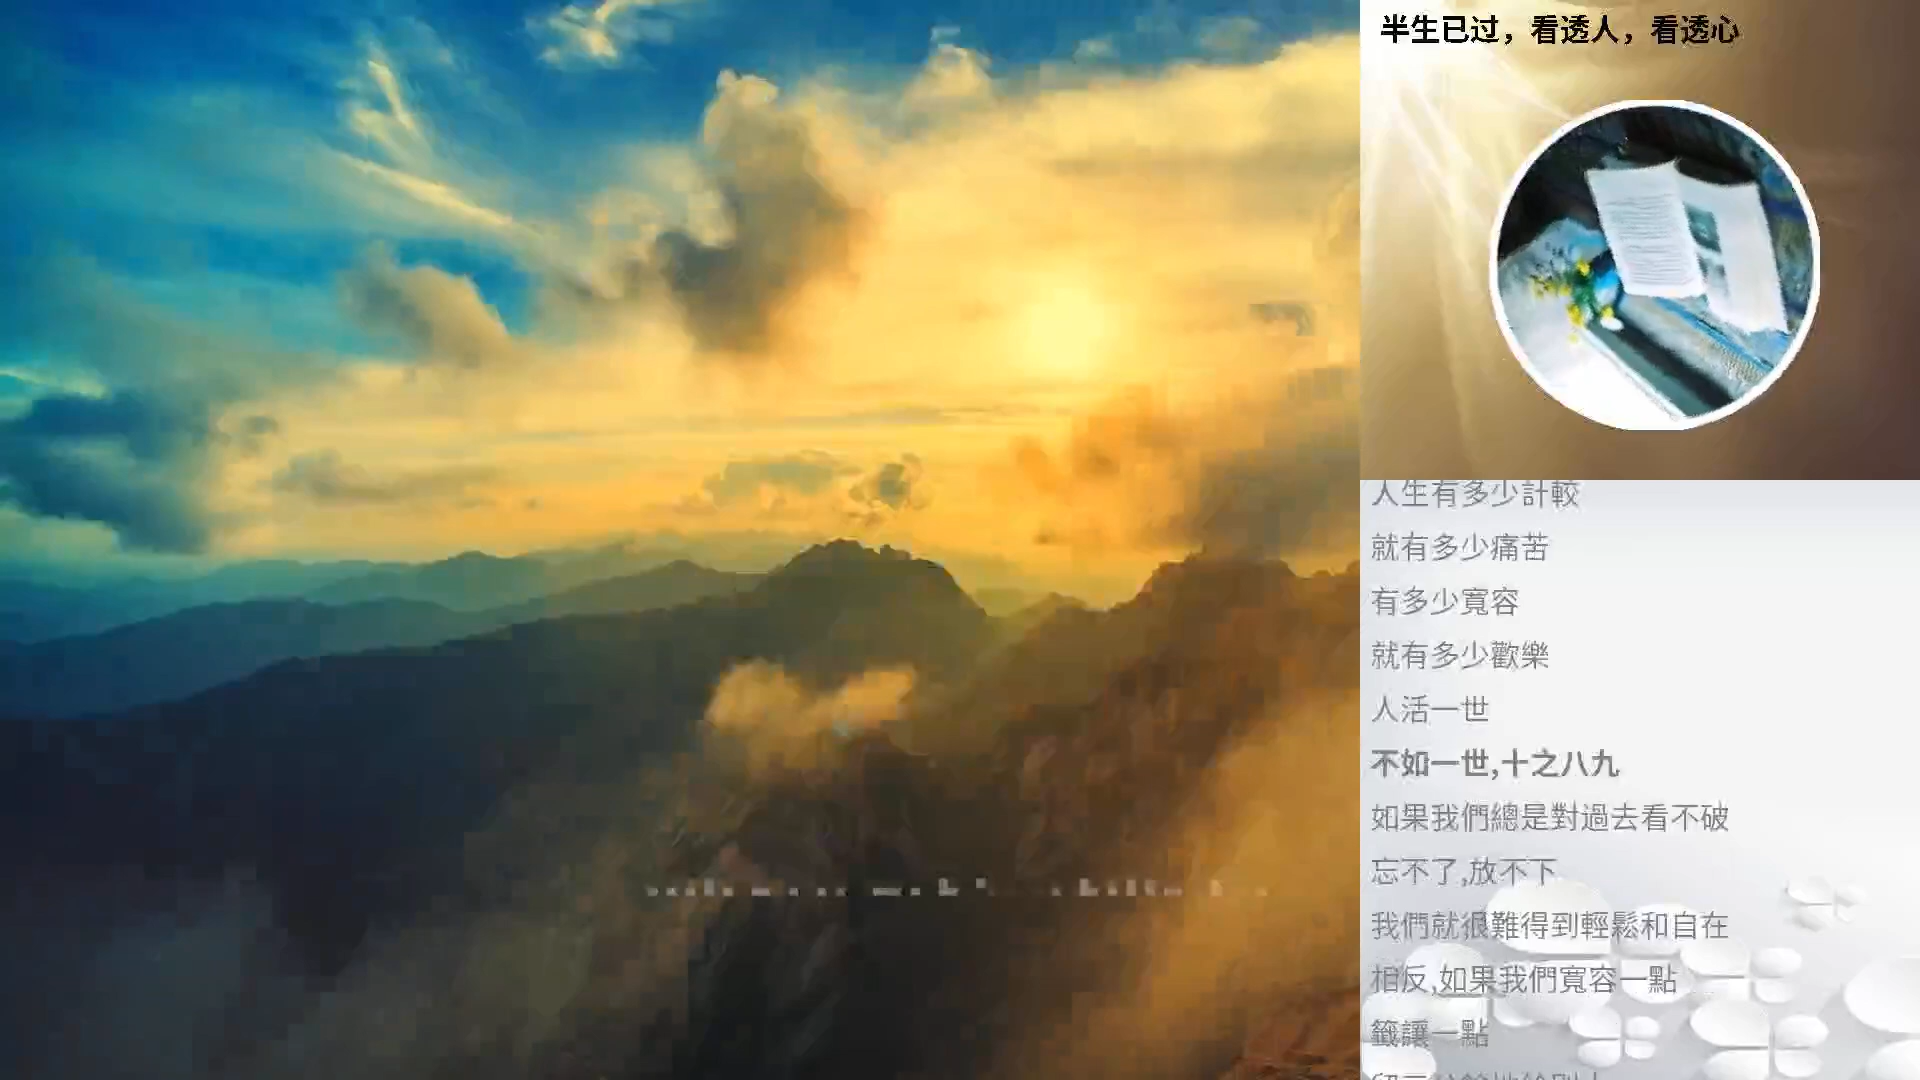 半生已过，看透人，看透心
人生有多少計較
就有多少痛苦
有多少寬容
就有多少歡樂
人活一世
不如一世,十之八九
如果我們總是對過去看不破
忘不了,放不下
我們就很難得到輕鬆和自在
相反,如果我們寬容一點
籤讓一點